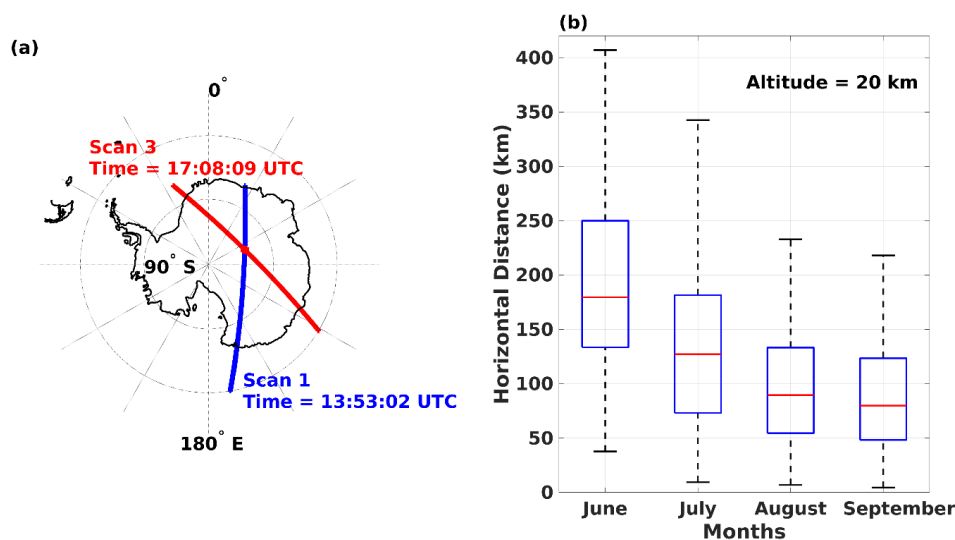 (a)
0°
Scan 3
Time = 17:08:09 UTC
90° S
Scan 1
Time = 13:53:02 UTC
180° E
(b)
Altitude = 20 km
Horizontal Distance (km)
400
350
300
250
200
150
100
50
0
June July August September
Months